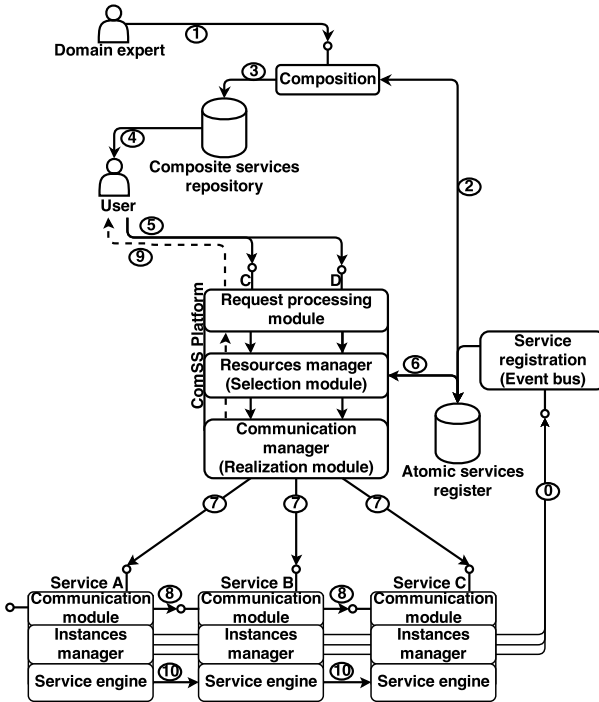 1
Domain expert
3
Composition
4
Composite services
repository
2
User
5
9
C
D
ComSS Platform
Request processing
module
Service
registration
(Event bus)
Resources manager
(Selection module)
6
Communication
manager
(Realization module)
Atomic services
register
0
7
7
7
Service A
8
Service B
8
Service C
Communication
module
Communication
module
Communication
module
Instances
manager
Instances
manager
Instances
manager
Service engine
10
Service engine
10
Service engine